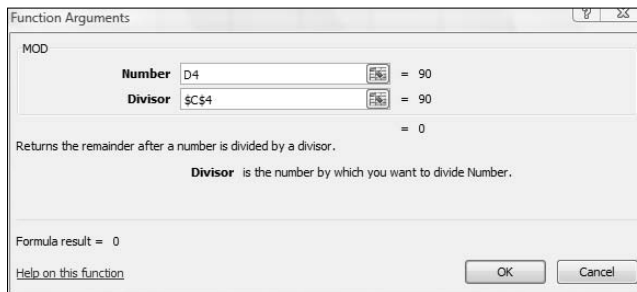 Function Arguments
MOD
Number D4 = 90
Divisor $C$4 = 90
= 0
Returns the remainder after a number is divided by a divisor.
Divisor is the number by which you want to divide Number.
Formula result = 0
Help on this function OK Cancel